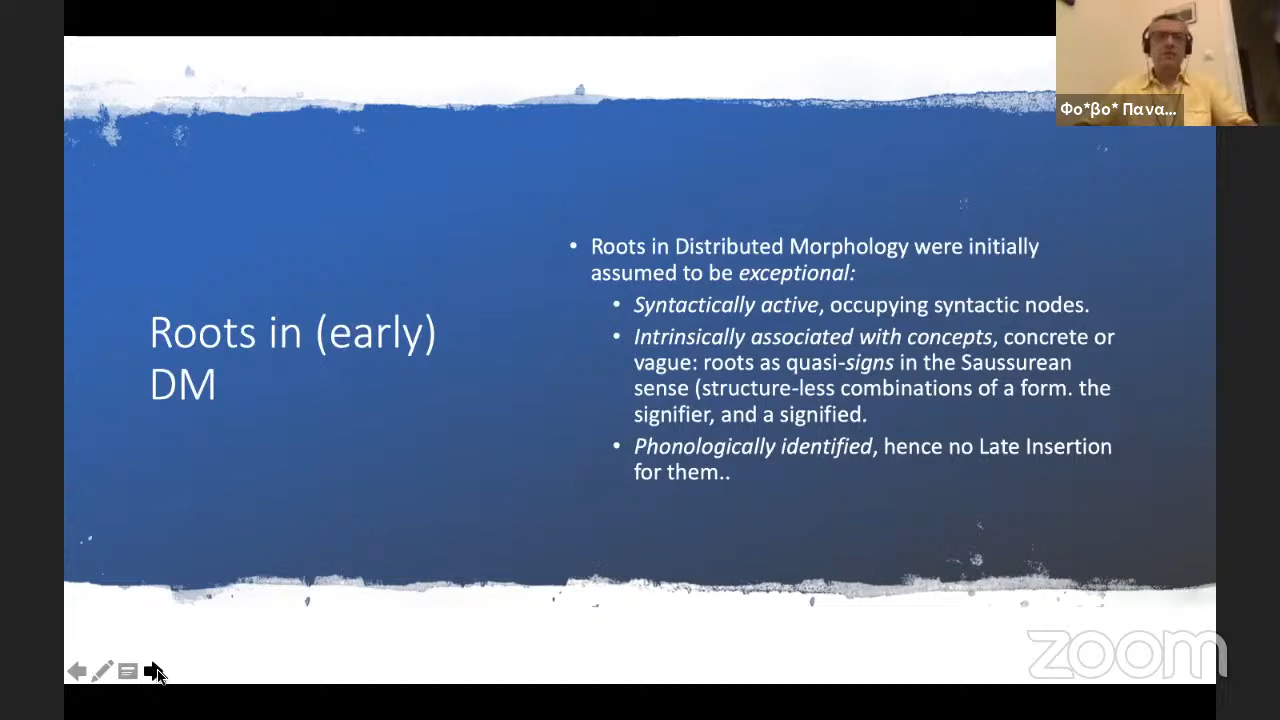 Φο*βο* Πανα...
Roots in (early)
DM
• Roots in Distributed Morphology were initially
assumed to be exceptional:
• Syntactically active, occupying syntactic nodes.
• Intrinsically associated with concepts, concrete or
vague: roots as quasi-signs in the Saussurean
sense (structure-less combinations of a form. the
signifier, and a signified.
• Phonologically identified, hence no Late Insertion
for them..
zoom